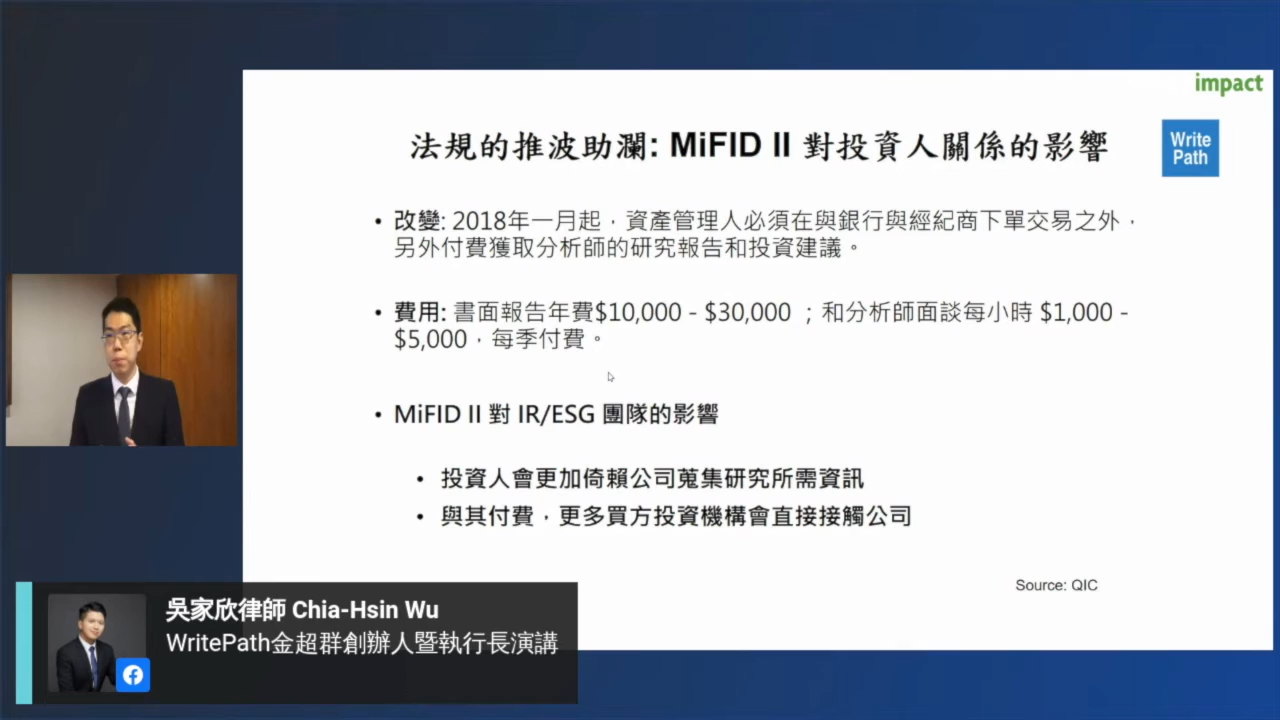 impact
法規的推波助瀾: MiFID II 對投資人關係的影響
Write
Path
• 改變: 2018年一月起，資產管理人必須在與銀行與經紀商下單交易之外，
另外付費獲取分析師的研究報告和投資建議。
• 費用: 書面報告年費$10,000 - $30,000 ；和分析師面談每小時 $1,000 -
$5,000，每季付費。
• MiFID II 對 IR/ESG 團隊的影響
• 投資人會更加倚賴公司蒐集研究所需資訊
• 與其付費，更多買方投資機構會直接接觸公司
Source: QIC
吳家欣律師 Chia-Hsin Wu
WritePath金超群創辦人暨執行長演講